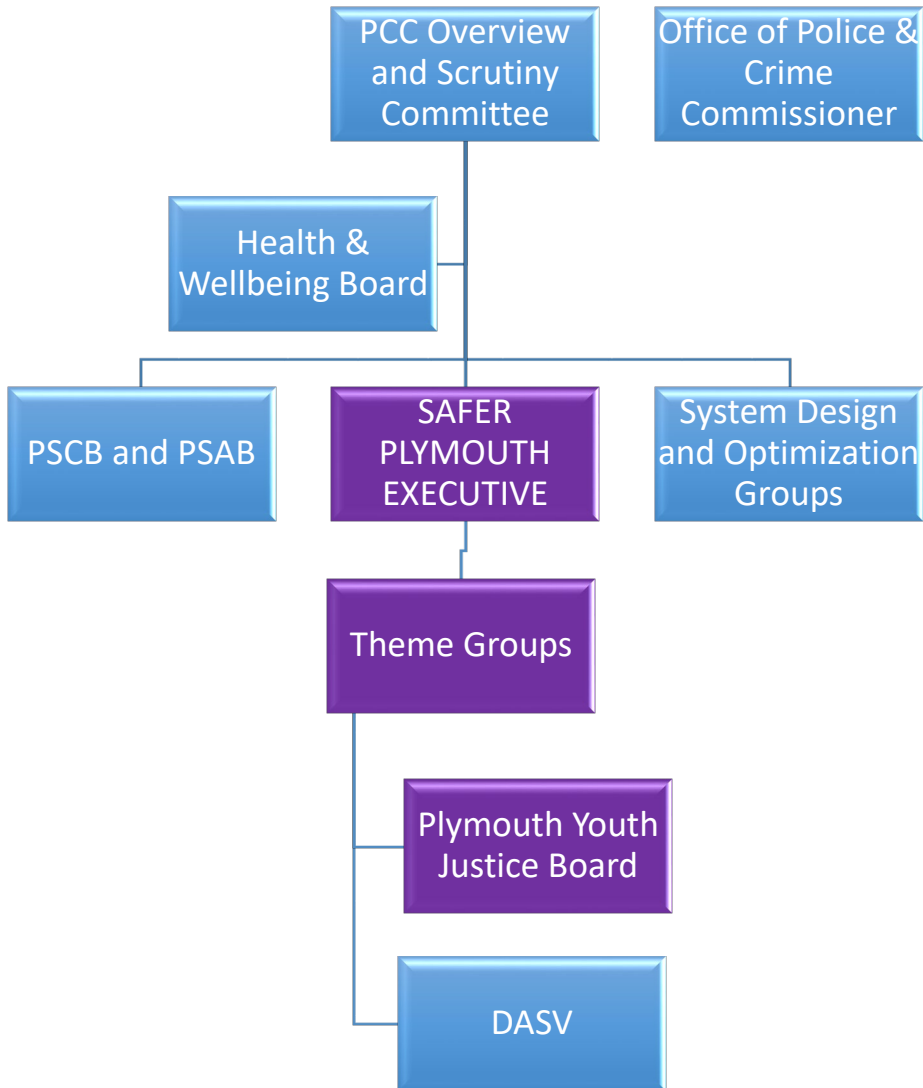 PCC Overview
and Scrutiny
Committee
Office of Police &
Crime
Commissioner
Health &
Wellbeing Board
PSCB and PSAB
SAFER
PLYMOUTH
EXECUTIVE
System Design
and Optimization
Groups
Theme Groups
Plymouth Youth
Justice Board
DASV